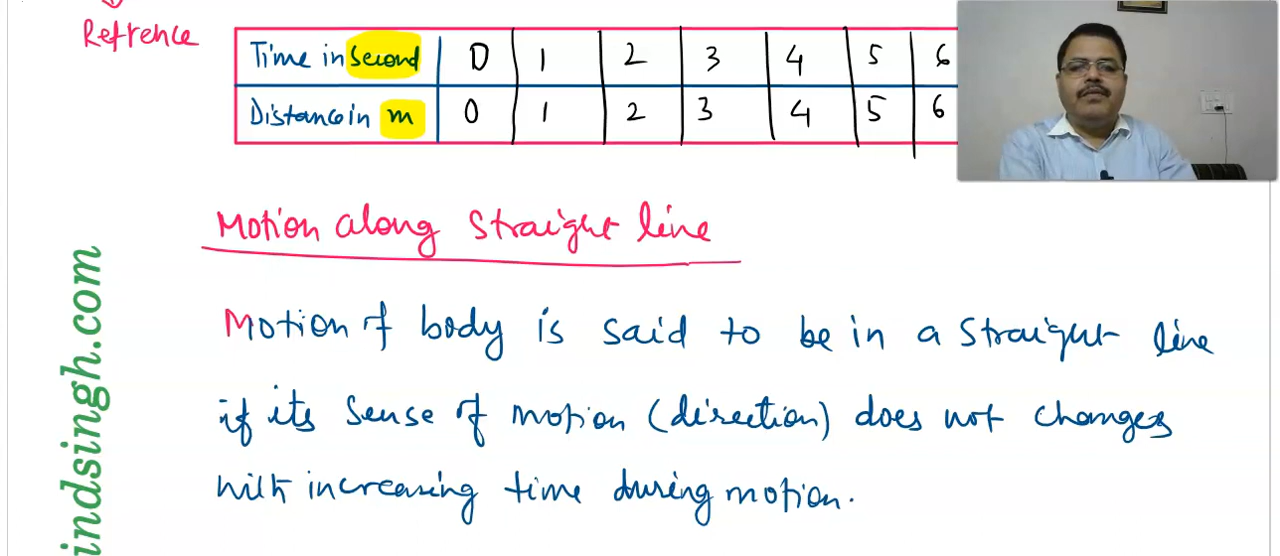 Refrence
Time in second 0 1 2 3 4 5 6
Distance in m 0 1 2 3 4 5 6
Motion along straight line
Motion of body is said to be in a straight line
if its sense of motion (direction) does not changes
with increasing time during motion.
indsingh.com